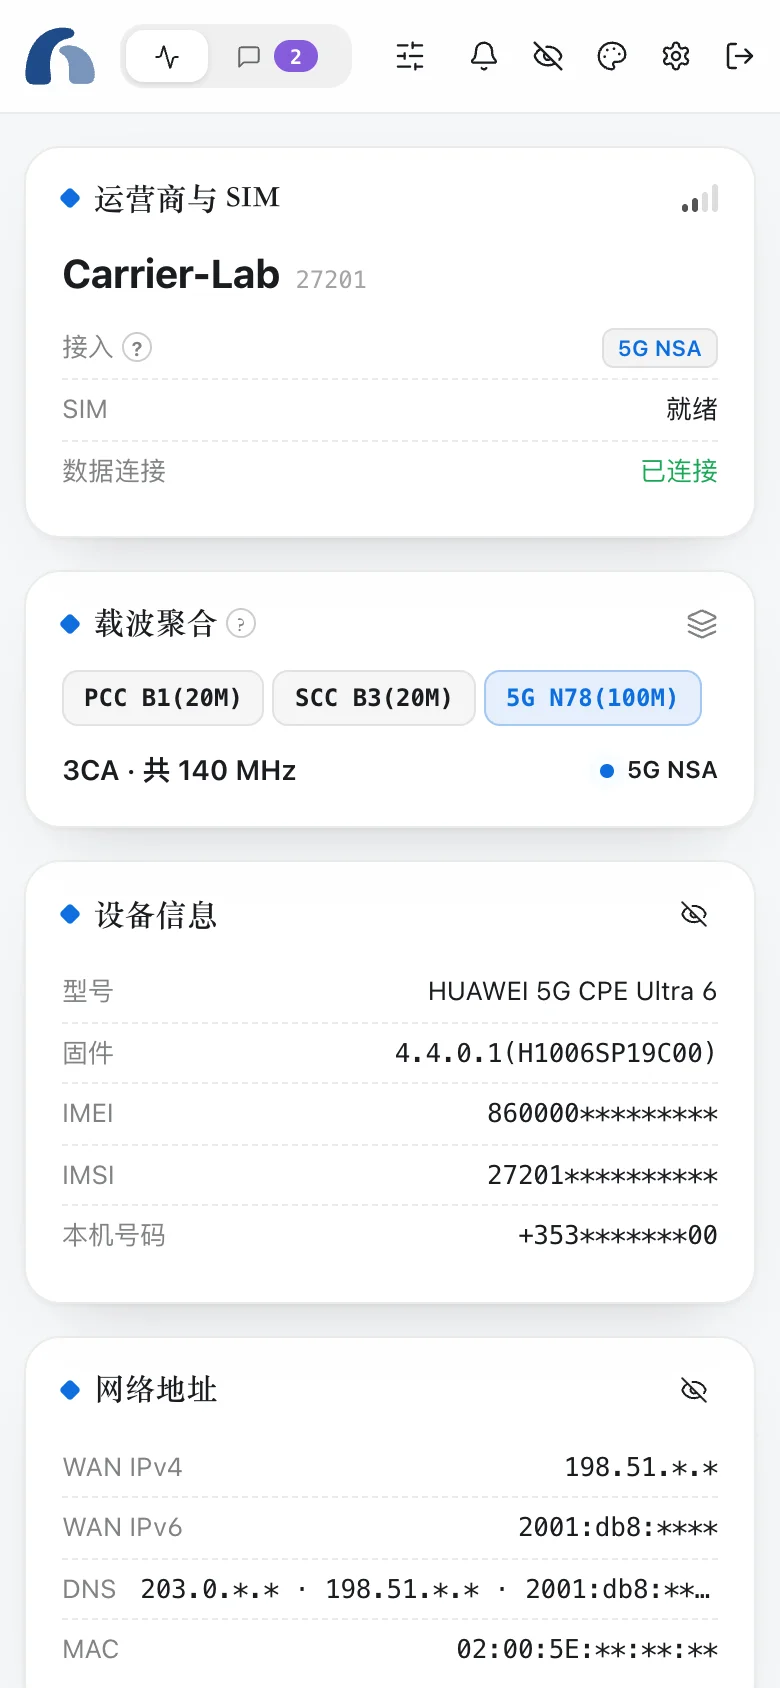 2
运营商与 SIM
Carrier-Lab 27201
接入 ? 5G NSA
SIM 就绪
数据连接 已连接
载波聚合 ?
PCC B1(20M) SCC B3(20M) 5G N78(100M)
3CA · 共 140 MHz 5G NSA
设备信息
型号 HUAWEI 5G CPE Ultra 6
固件 4.4.0.1(H1006SP19C00)
IMEI 860000*********
IMSI 27201**********
本机号码 +353*******00
网络地址
WAN IPv4 198.51.*.*
WAN IPv6 2001:db8:****
DNS 203.0.*.* · 198.51.*.* · 2001:db8:**…
MAC 02:00:5E:**:**:**